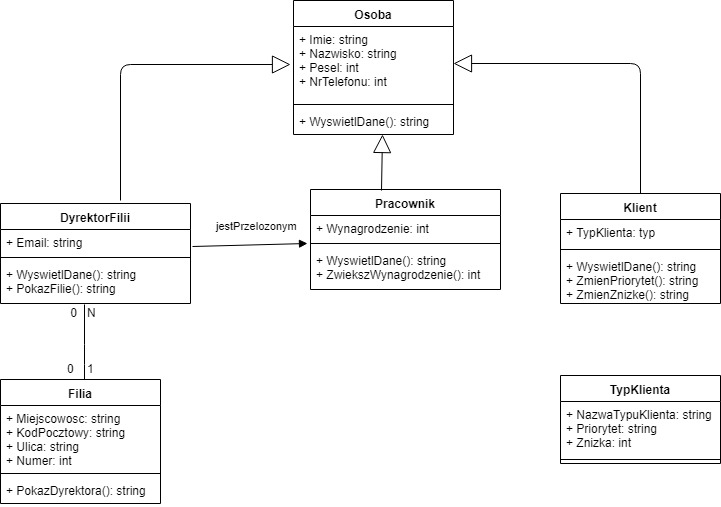 Osoba
+ Imie: string
+ Nazwisko: string
+ Pesel: int
+ NrTelefonu: int
+ WyswietlDane(): string
DyrektorFilii
+ Email: string
+ WyswietlDane(): string
+ PokazFilie(): string
jestPrzelozonym
Pracownik
+ Wynagrodzenie: int
+ WyswietlDane(): string
+ ZwiekszWynagrodzenie(): int
Klient
+ TypKlienta: typ
+ WyswietlDane(): string
+ ZmienPriorytet(): string
+ ZmienZnizke(): string
0 N
0 1
Filia
+ Miejscowosc: string
+ KodPocztowy: string
+ Ulica: string
+ Numer: int
+ PokazDyrektora(): string
TypKlienta
+ NazwaTypuKlienta: string
+ Priorytet: string
+ Znizka: int